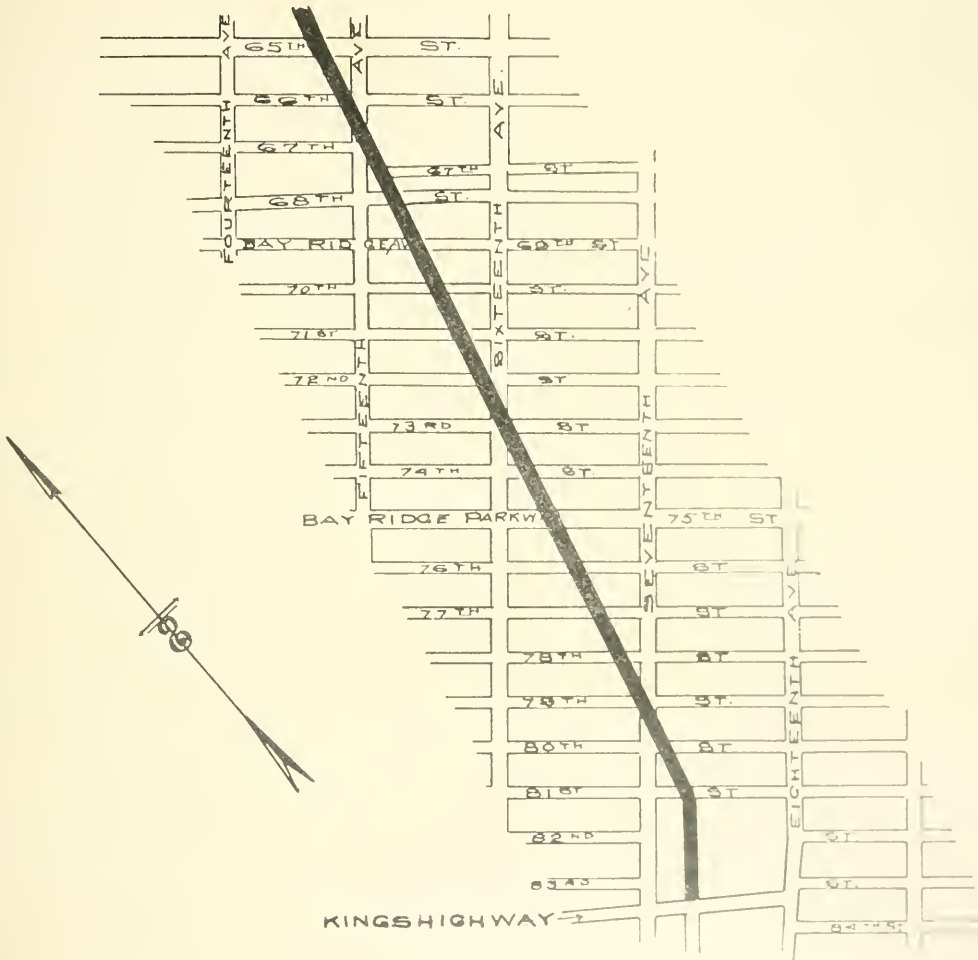 FOURTEENTH AVE
65TH ST.
AVE
AVE.
66TH ST.
67TH
67TH ST
68TH ST.
BAY RIDGE AV 69TH ST
SIXTEENTH
AVE
70TH ST.
71ST ST.
72ND ST
FIFTEENTH
73RD ST
SEVENTEENTH
74TH ST.
BAY RIDGE PARKW 75TH ST
76TH ST
77TH ST
EIGHTEENTH AVE
78TH ST
79TH ST.
80TH ST
81ST ST
82ND ST.
83RD ST.
KINGSHIGHWAY
84TH ST.